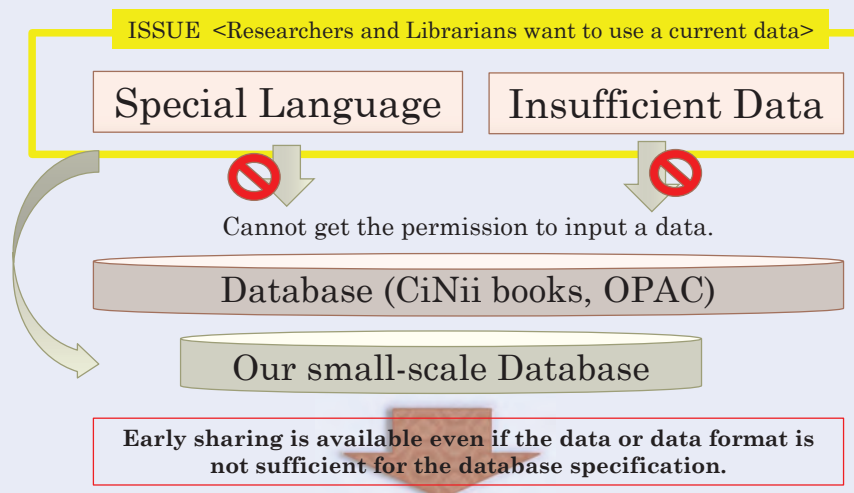 ISSUE <Researchers and Librarians want to use a current data>
Special Language
Insufficient Data
Cannot get the permission to input a data.
Database (CiNii books, OPAC)
Our small-scale Database
Early sharing is available even if the data or data format is
not sufficient for the database specification.